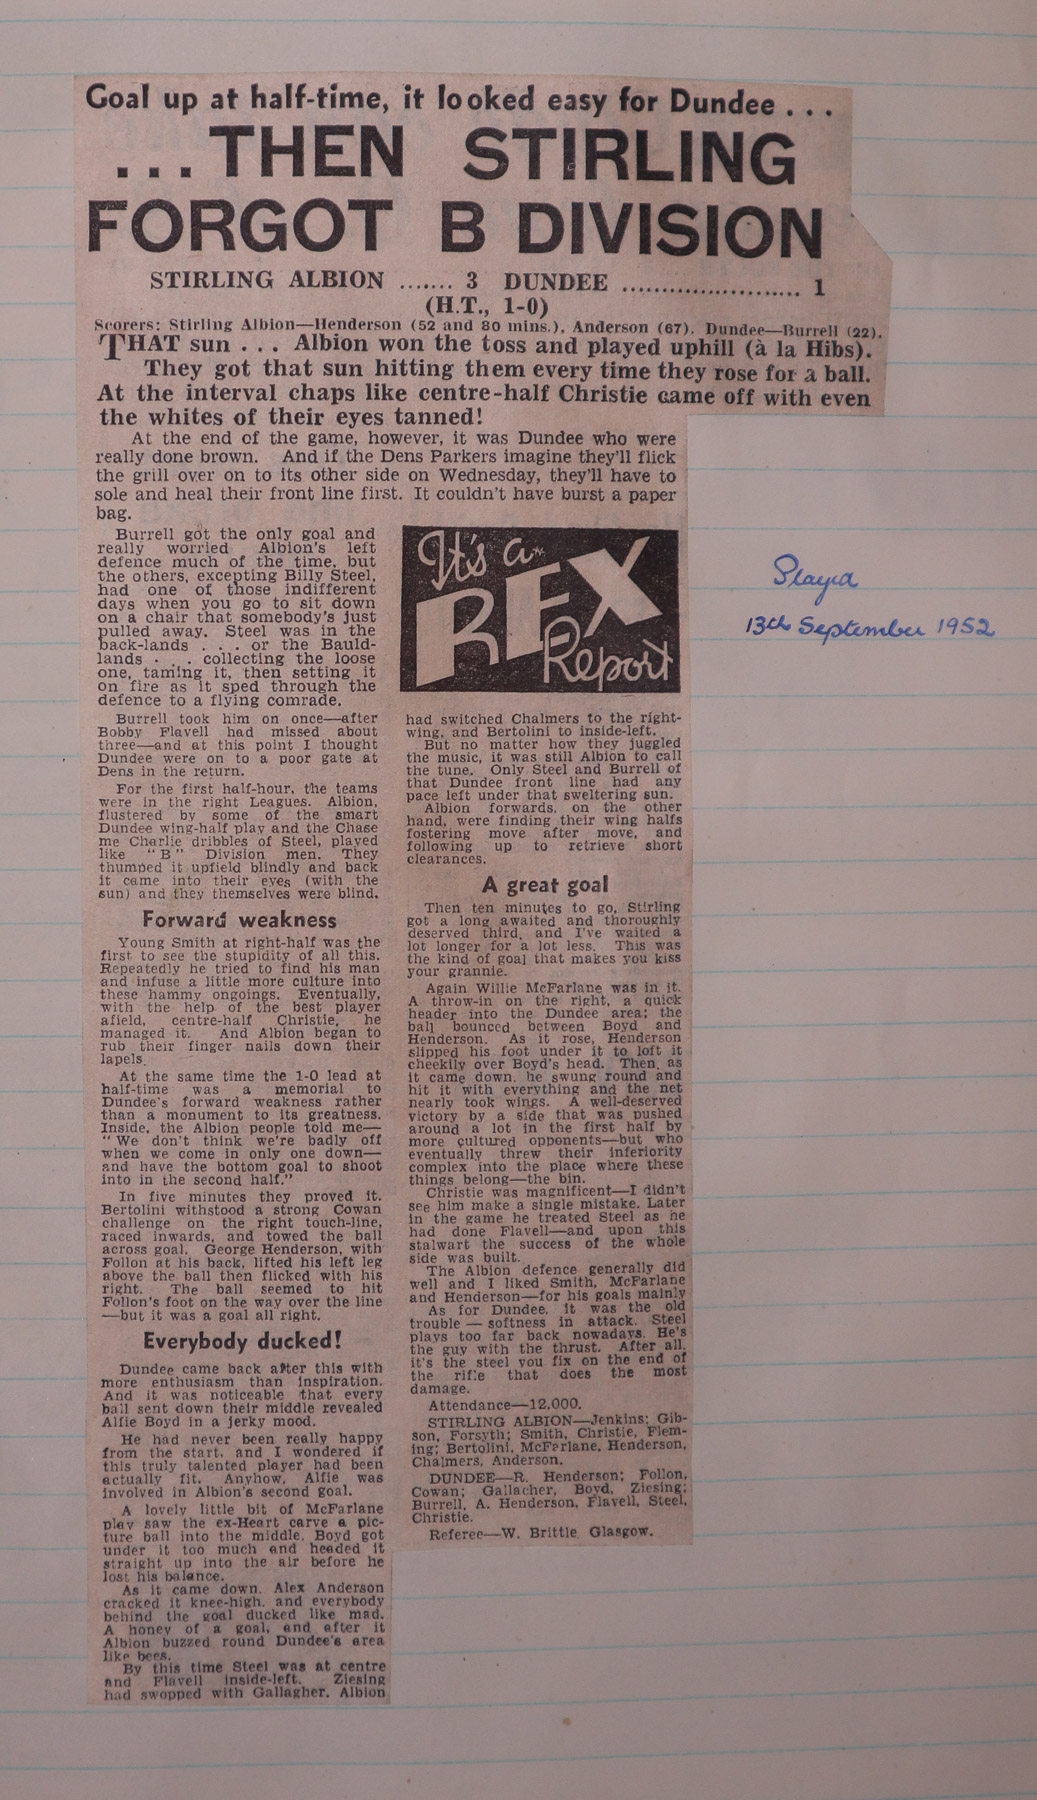 Goal up at half-time, it looked easy for Dundee . . .
. . . THEN STIRLING
FORGOT B DIVISION
STIRLING ALBION ....... 3 DUNDEE ....................... 1
(H.T., 1-0)
Scorers: Stirling Albion—Henderson (52 and 80 mins.), Anderson (67). Dundee—Burrell (22).
THAT sun . . . Albion won the toss and played uphill (à la Hibs).
They got that sun hitting them every time they rose for a ball.
At the interval chaps like centre-half Christie came off with even
the whites of their eyes tanned!
At the end of the game, however, it was Dundee who were
really done brown. And if the Dens Parkers imagine they'll flick
the grill over on to its other side on Wednesday, they'll have to
sole and heal their front line first. It couldn't have burst a paper
bag.
Burrell got the only goal and
really worried Albion's left
defence much of the time, but
the others, excepting Billy Steel,
had one of those indifferent
days when you go to sit down
on a chair that somebody's just
pulled away. Steel was in the
back-lands . . . or the Bauld-
lands . . . collecting the loose
one, taming it, then setting it
on fire as it sped through the
defence to a flying comrade.
Burrell took him on once—after
Bobby Flavell had missed about
three—and at this point I thought
Dundee were on to a poor gate at
Dens in the return.
For the first half-hour, the teams
were in the right Leagues. Albion,
flustered by some of the smart
Dundee wing-half play and the Chase
me Charlie dribbles of Steel, played
like "B" Division men. They
thumped it upfield blindly and back
it came into their eyes (with the
sun) and they themselves were blind.
Forward weakness
Young Smith at right-half was the
first to see the stupidity of all this.
Repeatedly he tried to find his man
and infuse a little more culture into
these hammy ongoings. Eventually,
with the help of the best player
afield, centre-half Christie, he
managed it. And Albion began to
rub their finger nails down their
lapels.
At the same time the 1-0 lead at
half-time was a memorial to
Dundee's forward weakness rather
than a monument to its greatness.
Inside, the Albion people told me—
"We don't think we're badly off
when we come in only one down—
and have the bottom goal to shoot
into in the second half."
In five minutes they proved it.
Bertolini withstood a strong Cowan
challenge on the right touch-line,
raced inwards, and towed the ball
across goal. George Henderson, with
Follon at his back, lifted his left leg
above the ball then flicked with his
right. The ball seemed to hit
Follon's foot on the way over the line
—but it was a goal all right.
Everybody ducked!
Dundee came back after this with
more enthusiasm than inspiration.
And it was noticeable that every
ball sent down their middle revealed
Alfie Boyd in a jerky mood.
He had never been really happy
from the start, and I wondered if
this truly talented player had been
actually fit. Anyhow, Alfie was
involved in Albion's second goal.
A lovely little bit of McFarlane
play saw the ex-Heart carve a pic-
ture ball into the middle. Boyd got
under it too much and headed it
straight up into the air before he
lost his balance.
As it came down, Alex Anderson
cracked it knee-high, and everybody
behind the goal ducked like mad.
A honey of a goal, and after it
Albion buzzed round Dundee's area
like bees.
By this time Steel was at centre
and Flavell inside-left. Ziesing
had swopped with Gallagher. Albion
It's a
REX
Report
had switched Chalmers to the right-
wing, and Bertolini to inside-left.
But no matter how they juggled
the music, it was still Albion to call
the tune. Only Steel and Burrell of
that Dundee front line had any
pace left under that sweltering sun.
Albion forwards, on the other
hand, were finding their wing halfs
fostering move after move, and
following up to retrieve short
clearances.
A great goal
Then ten minutes to go, Stirling
got a long awaited and thoroughly
deserved third, and I've waited a
lot longer for a lot less. This was
the kind of goal that makes you kiss
your grannie.
Again Willie McFarlane was in it.
A throw-in on the right, a quick
header into the Dundee area; the
ball bounced between Boyd and
Henderson. As it rose, Henderson
slipped his foot under it to loft it
cheekily over Boyd's head. Then, as
it came down, he swung round and
hit it with everything and the net
nearly took wings. A well-deserved
victory by a side that was pushed
around a lot in the first half by
more cultured opponents—but who
eventually threw their inferiority
complex into the place where these
things belong—the bin.
Christie was magnificent—I didn't
see him make a single mistake. Later
in the game he treated Steel as he
had done Flavell—and upon this
stalwart the success of the whole
side was built.
The Albion defence generally did
well and I liked Smith, McFarlane
and Henderson—for his goals mainly
As for Dundee, it was the old
trouble — softness in attack. Steel
plays too far back nowadays. He's
the guy with the thrust. After all,
it's the steel you fix on the end of
the rifle that does the most
damage.
Attendance—12,000.
STIRLING ALBION—Jenkins; Gib-
son, Forsyth; Smith, Christie, Flem-
ing; Bertolini, McFarlane, Henderson,
Chalmers, Anderson.
DUNDEE—R. Henderson; Follon,
Cowan; Gallacher, Boyd, Ziesing;
Burrell, A. Henderson, Flavell, Steel,
Christie.
Referee—W. Brittle Glasgow.
Played
13th September 1952